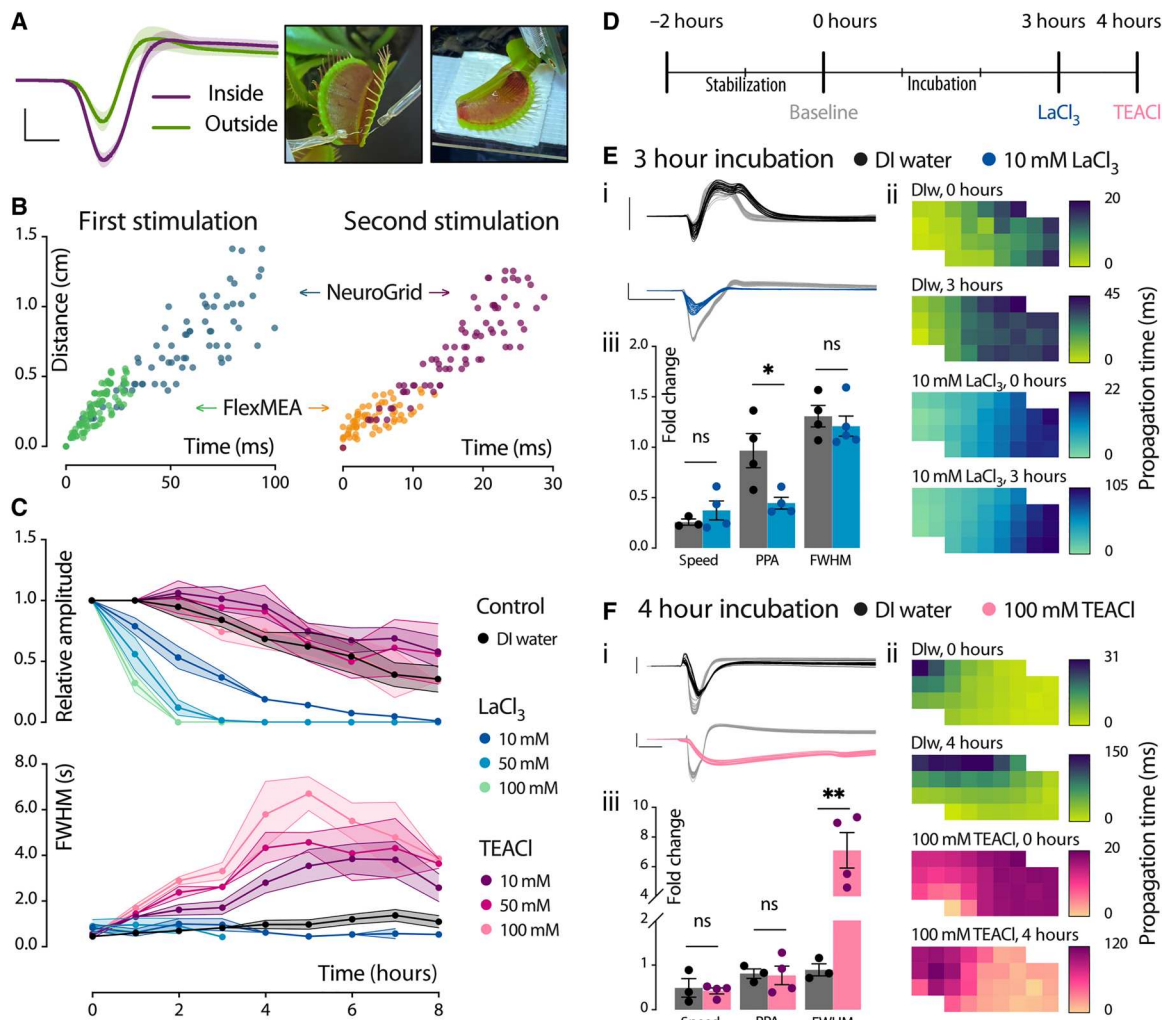 A
Inside
Outside
B
First stimulation
Second stimulation
Distance (cm)
1.5
1.0
0.5
0.0
NeuroGrid
FlexMEA
Time (ms)
Time (ms)
0 50 100
0 10 20 30
C
Relative amplitude
1.5
1.0
0.5
0.0
Control
DI water
LaCl3
10 mM
50 mM
100 mM
FWHM (s)
8.0
6.0
4.0
2.0
0.0
TEACl
10 mM
50 mM
100 mM
Time (hours)
0 2 4 6 8
D
–2 hours 0 hours 3 hours 4 hours
Stabilization Incubation
Baseline LaCl3 TEACl
E 3 hour incubation DI water 10 mM LaCl3
i
ii
DIw, 0 hours
20
0
DIw, 3 hours
45
0
10 mM LaCl3, 0 hours
22
0
10 mM LaCl3, 3 hours
105
0
Propagation time (ms)
iii
Fold change
2.0
1.5
1.0
0.5
0.0
ns
*
ns
Speed PPA FWHM
F 4 hour incubation DI water 100 mM TEACl
i
ii
DIw, 0 hours
31
0
DIw, 4 hours
150
0
100 mM TEACl, 0 hours
20
0
100 mM TEACl, 4 hours
120
0
Propagation time (ms)
iii
Fold change
10
8
6
4
2
1
0
ns
ns
**
Speed PPA FWHM